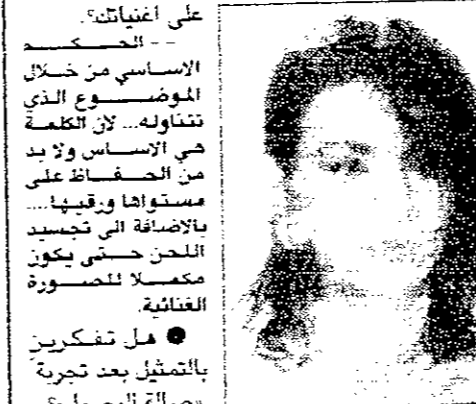 على اغنياتك؟.
-- الحكم
الاساسي من خلال
الموضوع الذي
تتناوله... لان الكلمة
هي الاساس ولا بد
من الحفاظ على
مستواها ورقيها....
بالاضافة الى تجسيد
اللحن حتى يكون
مكملا للصورة
الغنائية.
● هل تفكرين
بالتمثيل بعد تجربة